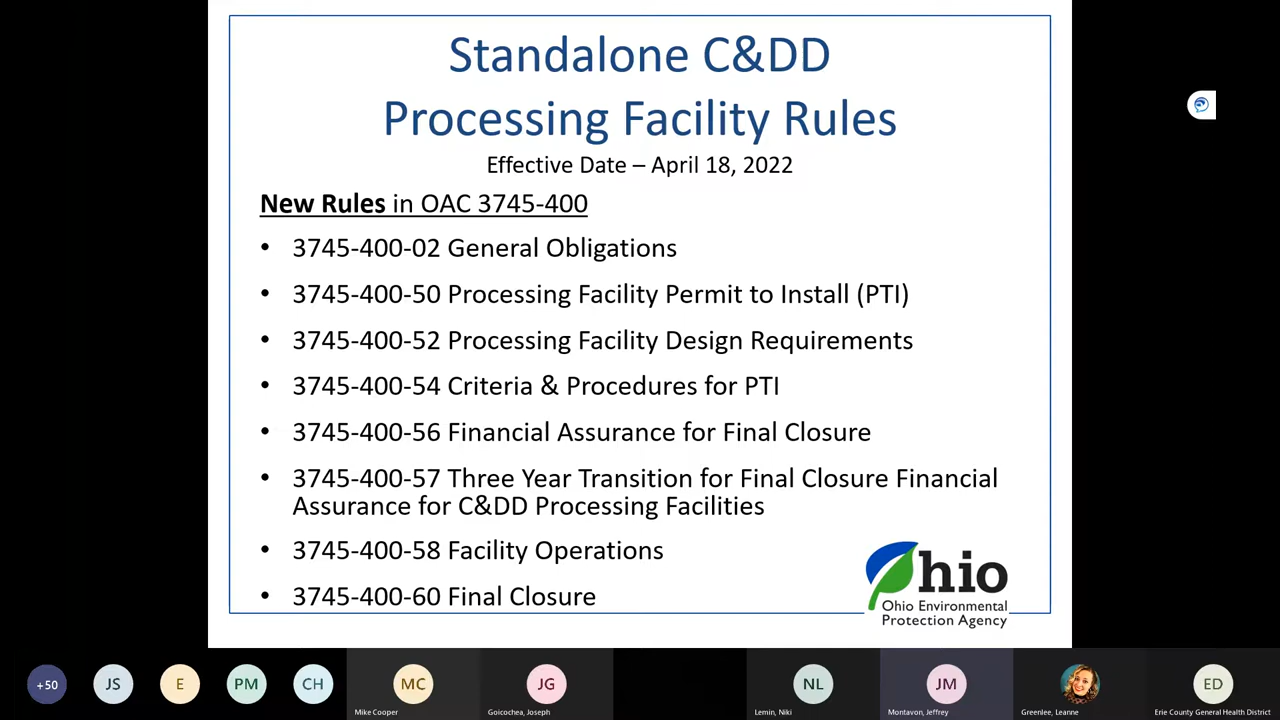 Standalone C&DD
Processing Facility Rules
Effective Date – April 18, 2022
New Rules in OAC 3745-400
• 3745-400-02 General Obligations
• 3745-400-50 Processing Facility Permit to Install (PTI)
• 3745-400-52 Processing Facility Design Requirements
• 3745-400-54 Criteria & Procedures for PTI
• 3745-400-56 Financial Assurance for Final Closure
• 3745-400-57 Three Year Transition for Final Closure Financial
Assurance for C&DD Processing Facilities
• 3745-400-58 Facility Operations
• 3745-400-60 Final Closure
Ohio
Ohio Environmental
Protection Agency
+50 JS E PM CH MC JG NL JM ED
Mike Cooper Goicochea, Joseph Lemin, Niki Montavon, Jeffrey Greenlee, Leanne Erie County General Health District